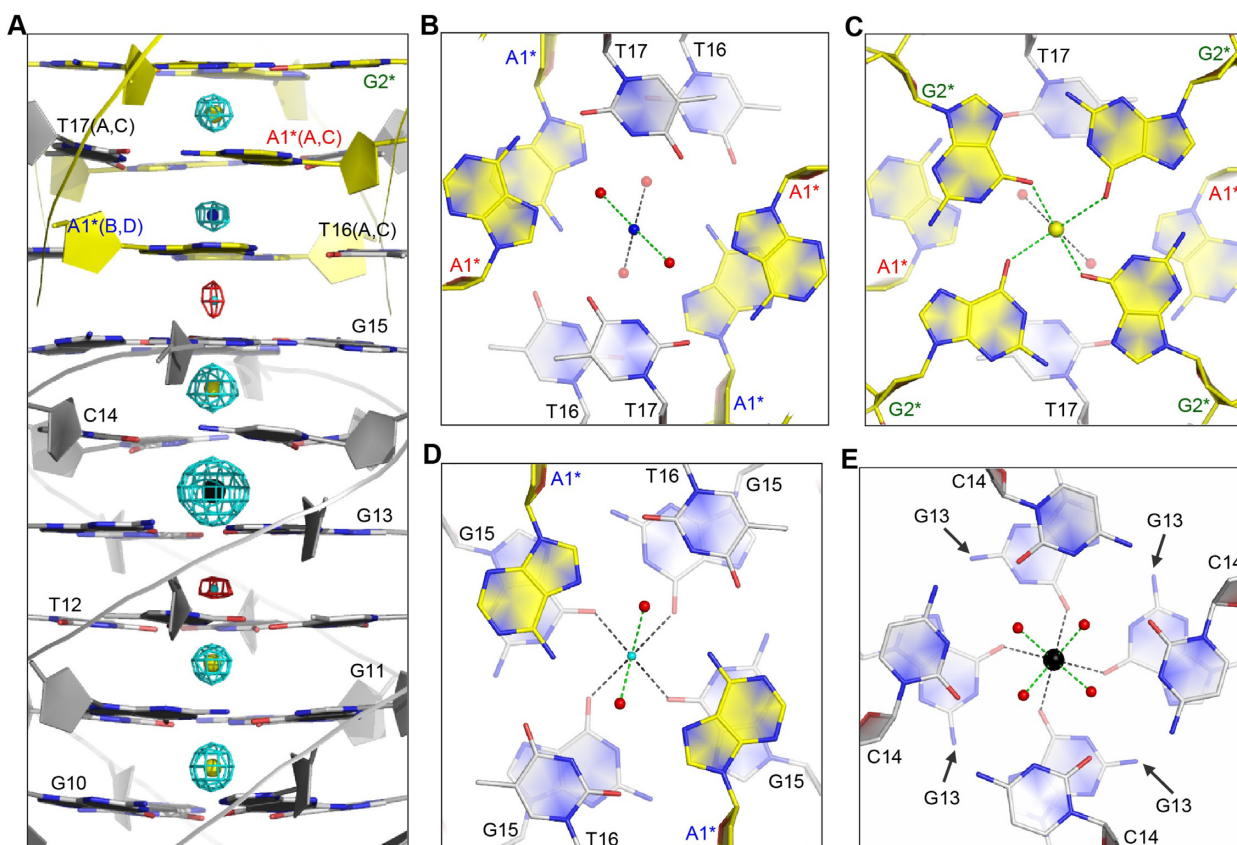 A
G2*
T17(A,C)
A1*(A,C)
A1*(B,D)
T16(A,C)
G15
C14
G13
T12
G11
G10
B
A1*
T17
T16
A1*
A1*
T16
T17
A1*
C
T17
G2*
G2*
A1*
A1*
G2*
T17
G2*
D
A1*
T16
G15
G15
G15
G15
T16
A1*
E
C14
G13
G13
C14
C14
G13
G13
C14